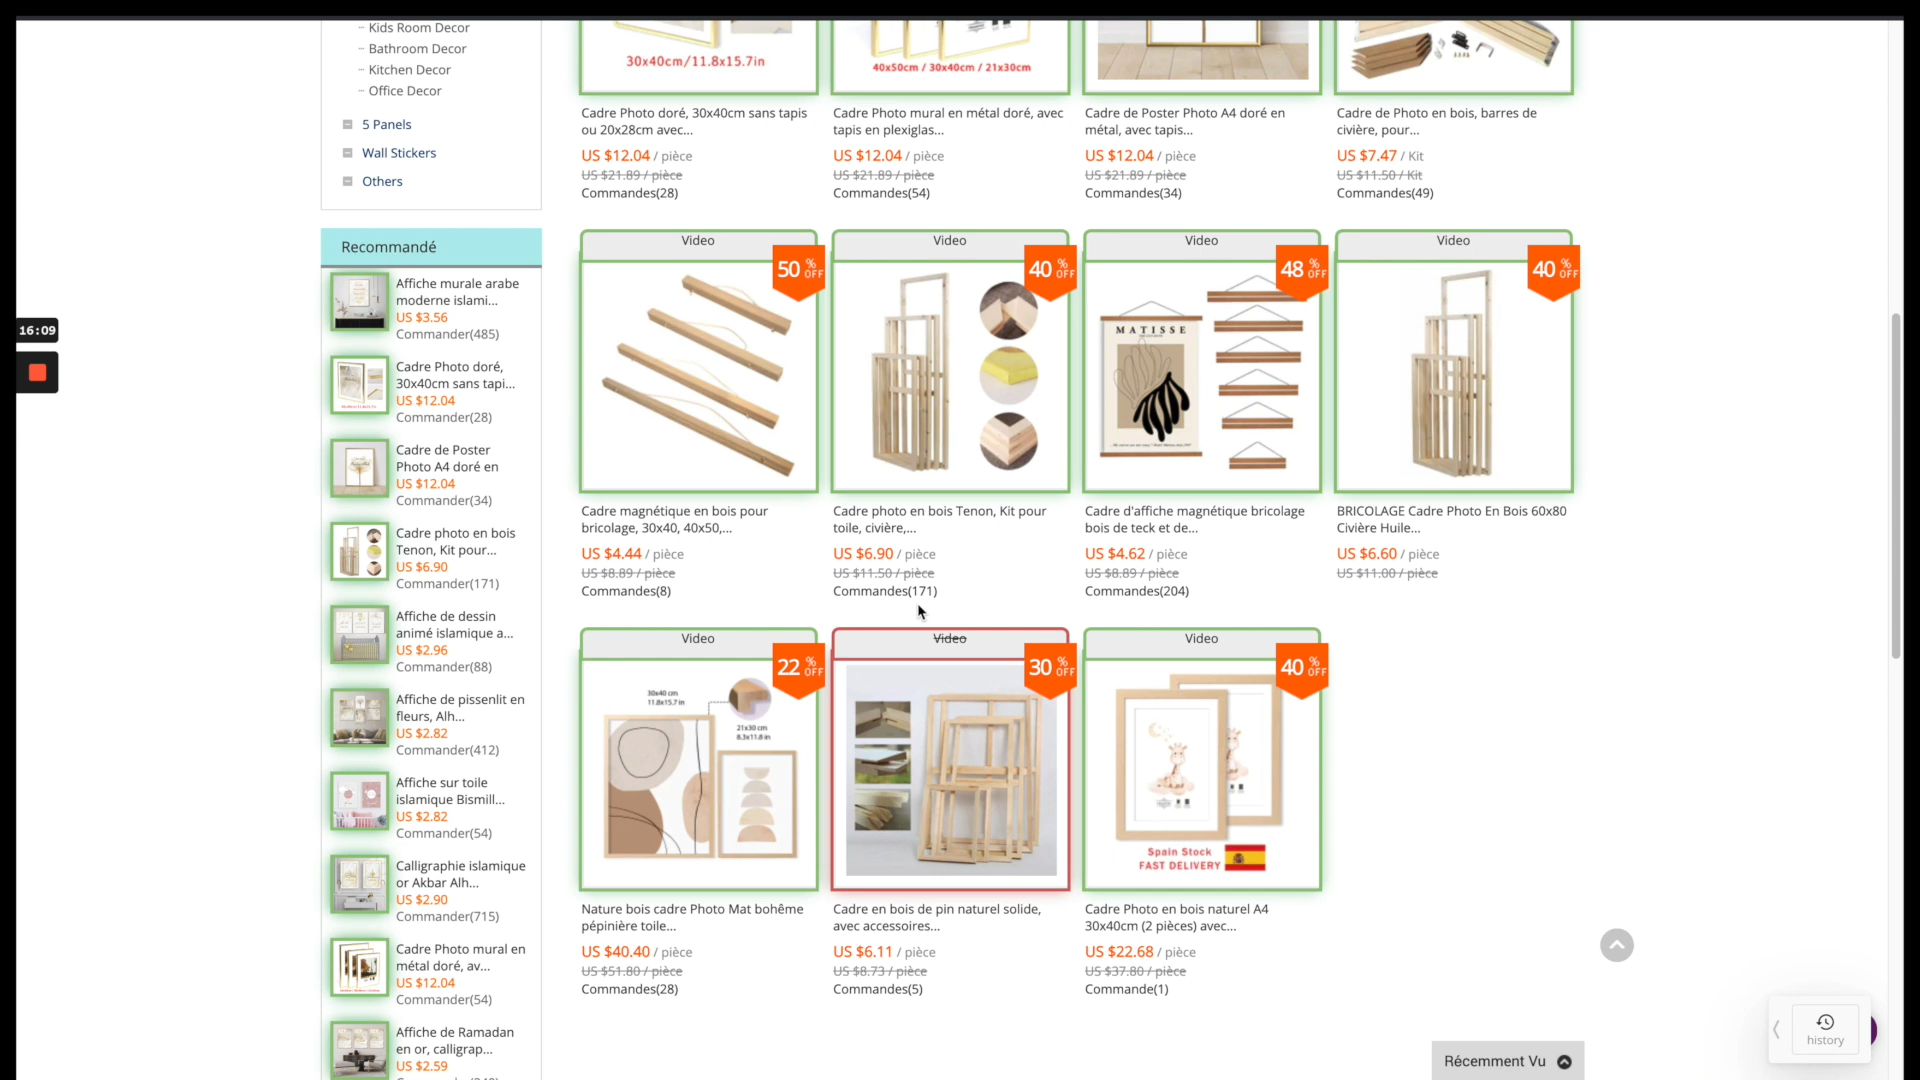 Kids Room Decor
Bathroom Decor
Kitchen Decor
Office Decor
5 Panels
Wall Stickers
Others
Recommandé
Affiche murale arabe
moderne islami...
US $3.56
Commander(485)
Cadre Photo doré,
30x40cm sans tapi...
US $12.04
Commander(28)
Cadre de Poster
Photo A4 doré en
US $12.04
Commander(34)
Cadre photo en bois
Tenon, Kit pour...
US $6.90
Commander(171)
Affiche de dessin
animé islamique a...
US $2.96
Commander(88)
Affiche de pissenlit en
fleurs, Alh...
US $2.82
Commander(412)
Affiche sur toile
islamique Bismill...
US $2.82
Commander(54)
Calligraphie islamique
or Akbar Alh...
US $2.90
Commander(715)
Cadre Photo mural en
métal doré, av...
US $12.04
Commander(54)
Affiche de Ramadan
en or, calligrap...
US $2.59
16:09
30x40cm/11.8x15.7in
Cadre Photo doré, 30x40cm sans tapis
ou 20x28cm avec...
US $12.04 / pièce
US $21.89 / pièce
Commandes(28)
40x50cm / 30x40cm / 21x30cm
Cadre Photo mural en métal doré, avec
tapis en plexiglas...
US $12.04 / pièce
US $21.89 / pièce
Commandes(54)
Cadre de Poster Photo A4 doré en
métal, avec tapis...
US $12.04 / pièce
US $21.89 / pièce
Commandes(34)
Cadre de Photo en bois, barres de
civière, pour...
US $7.47 / Kit
US $11.50 / Kit
Commandes(49)
Video
50 % OFF
Cadre magnétique en bois pour
bricolage, 30x40, 40x50,...
US $4.44 / pièce
US $8.89 / pièce
Commandes(8)
Video
40 % OFF
Cadre photo en bois Tenon, Kit pour
toile, civière,...
US $6.90 / pièce
US $11.50 / pièce
Commandes(171)
Video
48 % OFF
MATISSE
Cadre d'affiche magnétique bricolage
bois de teck et de...
US $4.62 / pièce
US $8.89 / pièce
Commandes(204)
Video
40 % OFF
BRICOLAGE Cadre Photo En Bois 60x80
Civière Huile...
US $6.60 / pièce
US $11.00 / pièce
Video
22 % OFF
30x40 cm
11.8x15.7 in
21x30 cm
8.3x11.8 in
Nature bois cadre Photo Mat bohême
pépinière toile...
US $40.40 / pièce
US $51.80 / pièce
Commandes(28)
Video
30 % OFF
Cadre en bois de pin naturel solide,
avec accessoires...
US $6.11 / pièce
US $8.73 / pièce
Commandes(5)
Video
40 % OFF
Spain Stock
FAST DELIVERY
Cadre Photo en bois naturel A4
30x40cm (2 pièces) avec...
US $22.68 / pièce
US $37.80 / pièce
Commande(1)
history
Récemment Vu